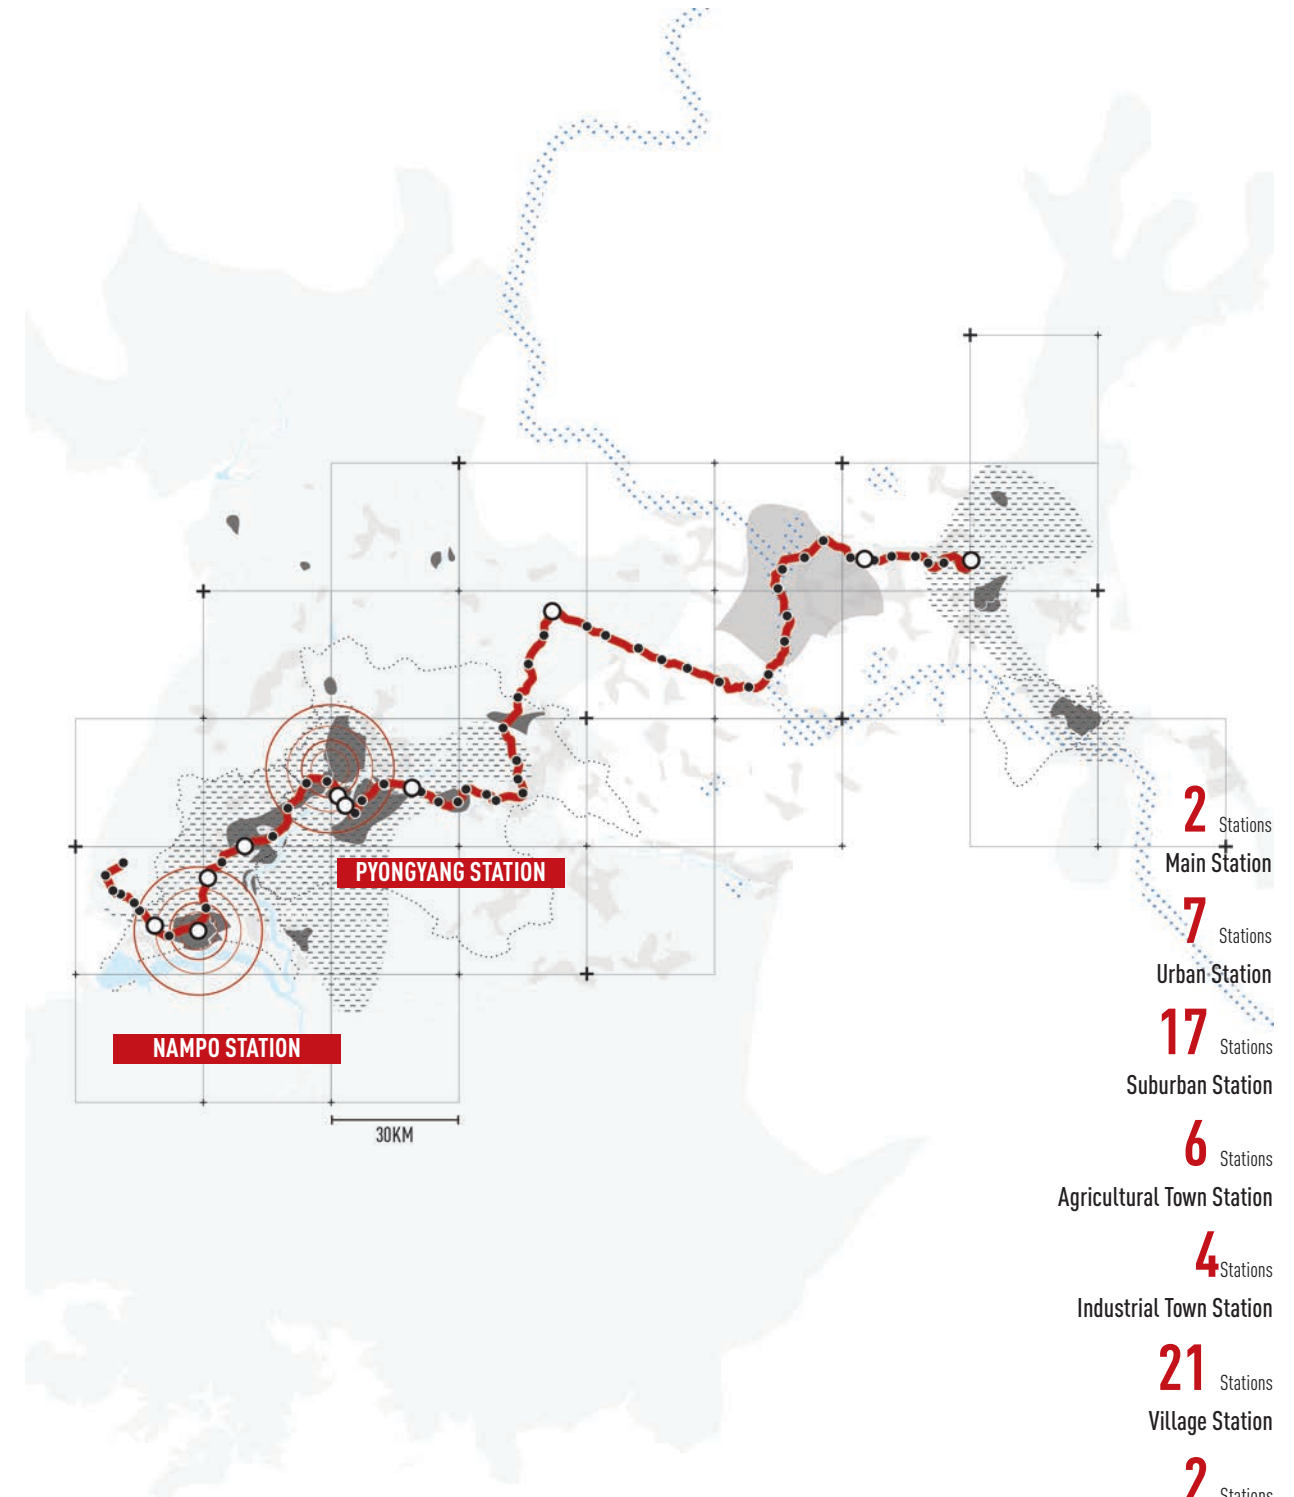 PYONGYANG STATION
NAMPO STATION
30KM
2 Stations
Main Station
7 Stations
Urban Station
17 Stations
Suburban Station
6 Stations
Agricultural Town Station
4 Stations
Industrial Town Station
21 Stations
Village Station
2 Stations